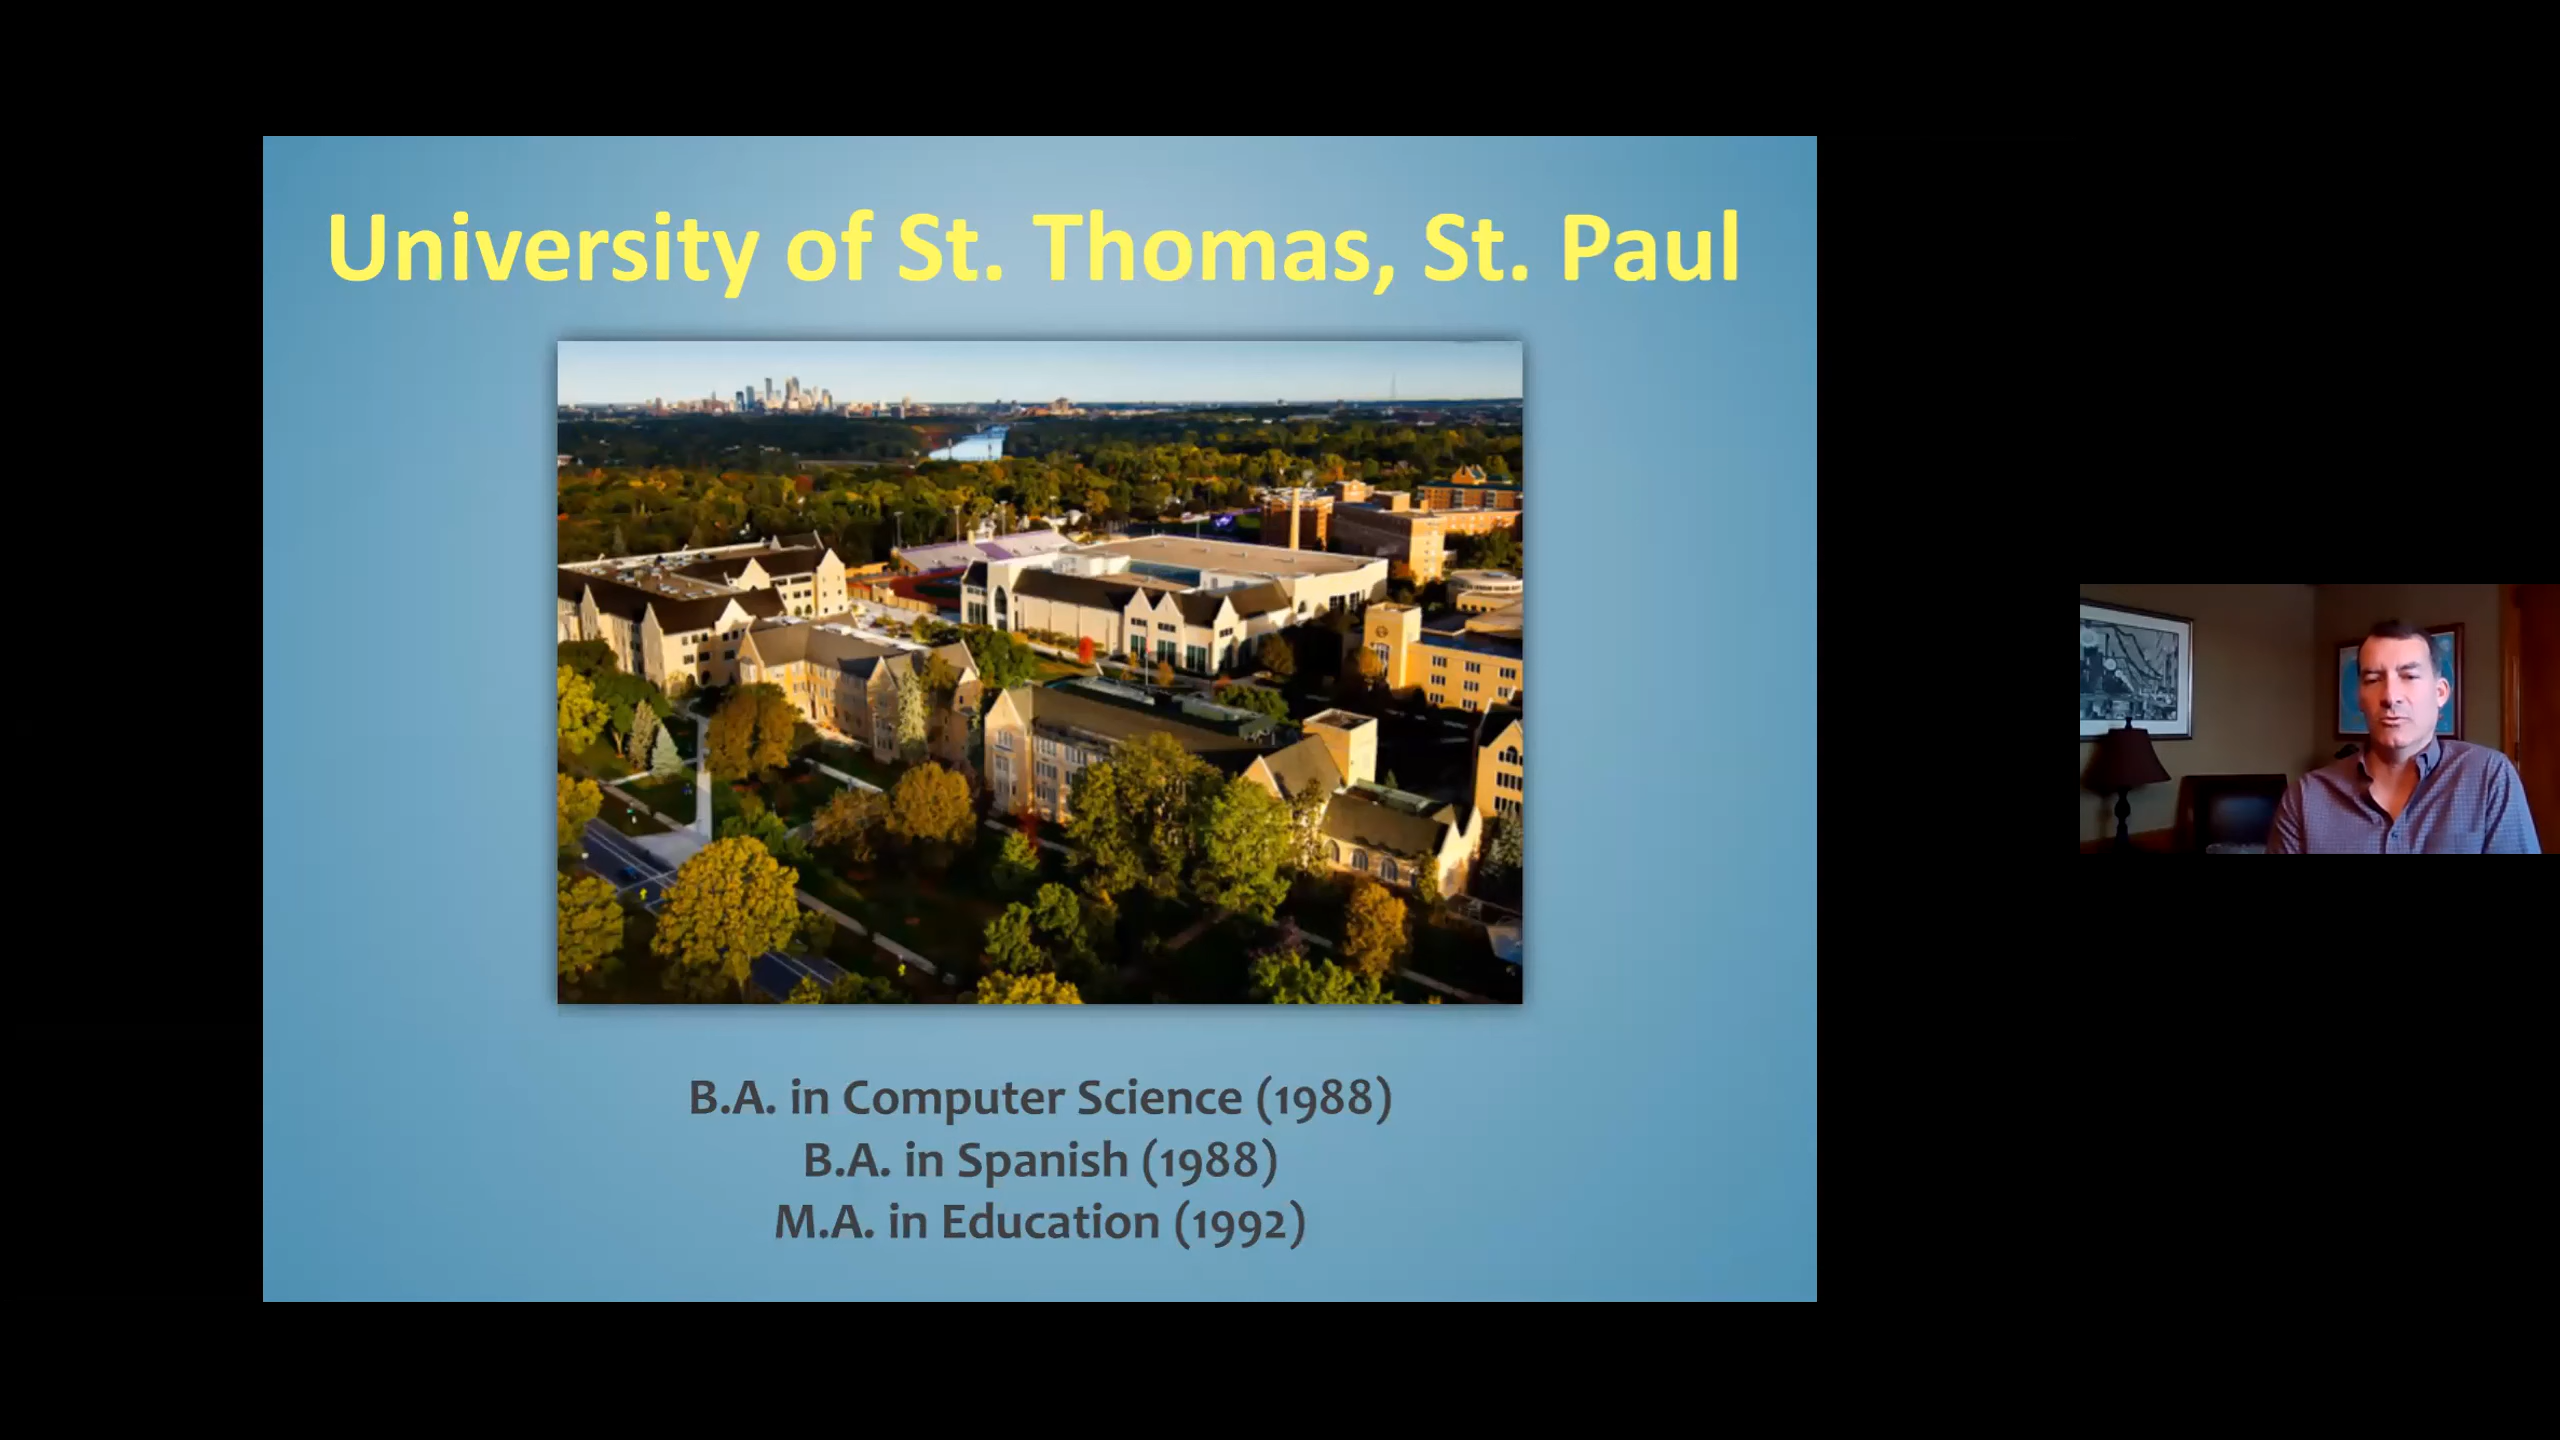 University of St. Thomas, St. Paul
B.A. in Computer Science (1988)
B.A. in Spanish (1988)
M.A. in Education (1992)